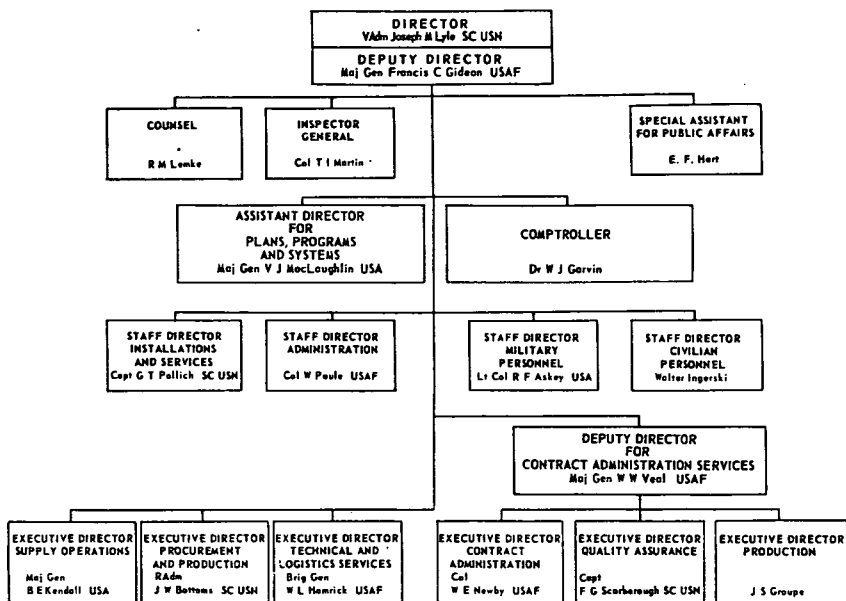 DIRECTOR
VAdm Joseph M Lyle SC USN
DEPUTY DIRECTOR
Maj Gen Francis C Gideon USAF
COUNSEL
R M Lemke
INSPECTOR
GENERAL
Col T I Martin
SPECIAL ASSISTANT
FOR PUBLIC AFFAIRS
E. F. Hart
ASSISTANT DIRECTOR
FOR
PLANS, PROGRAMS
AND SYSTEMS
Maj Gen V J MacLaughlin USA
COMPTROLLER
Dr W J Garvin
STAFF DIRECTOR
INSTALLATIONS
AND SERVICES
Capt G T Pollich SC USN
STAFF DIRECTOR
ADMINISTRATION
Col W Paule USAF
STAFF DIRECTOR
MILITARY
PERSONNEL
Lt Col R F Askey USA
STAFF DIRECTOR
CIVILIAN
PERSONNEL
Walter Ingerski
DEPUTY DIRECTOR
FOR
CONTRACT ADMINISTRATION SERVICES
Maj Gen W W Veal USAF
EXECUTIVE DIRECTOR
SUPPLY OPERATIONS
Maj Gen
B E Kendall USA
EXECUTIVE DIRECTOR
PROCUREMENT
AND PRODUCTION
RAdm
J W Bottoms SC USN
EXECUTIVE DIRECTOR
TECHNICAL AND
LOGISTICS SERVICES
Brig Gen
W L Hamrick USAF
EXECUTIVE DIRECTOR
CONTRACT
ADMINISTRATION
Col
W E Newby USAF
EXECUTIVE DIRECTOR
QUALITY ASSURANCE
Capt
F G Scarborough SC USN
EXECUTIVE DIRECTOR
PRODUCTION
J S Groupe